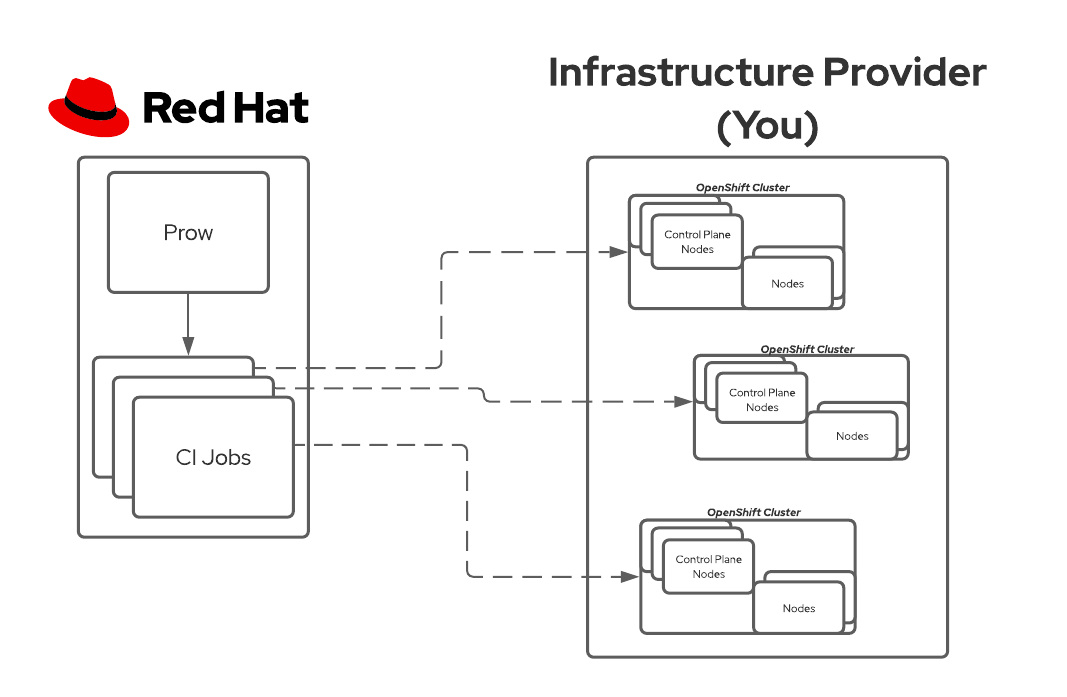 Red Hat
Infrastructure Provider
(You)
Prow
CI Jobs
OpenShift Cluster
Control Plane
Nodes
Nodes
OpenShift Cluster
Control Plane
Nodes
Nodes
OpenShift Cluster
Control Plane
Nodes
Nodes